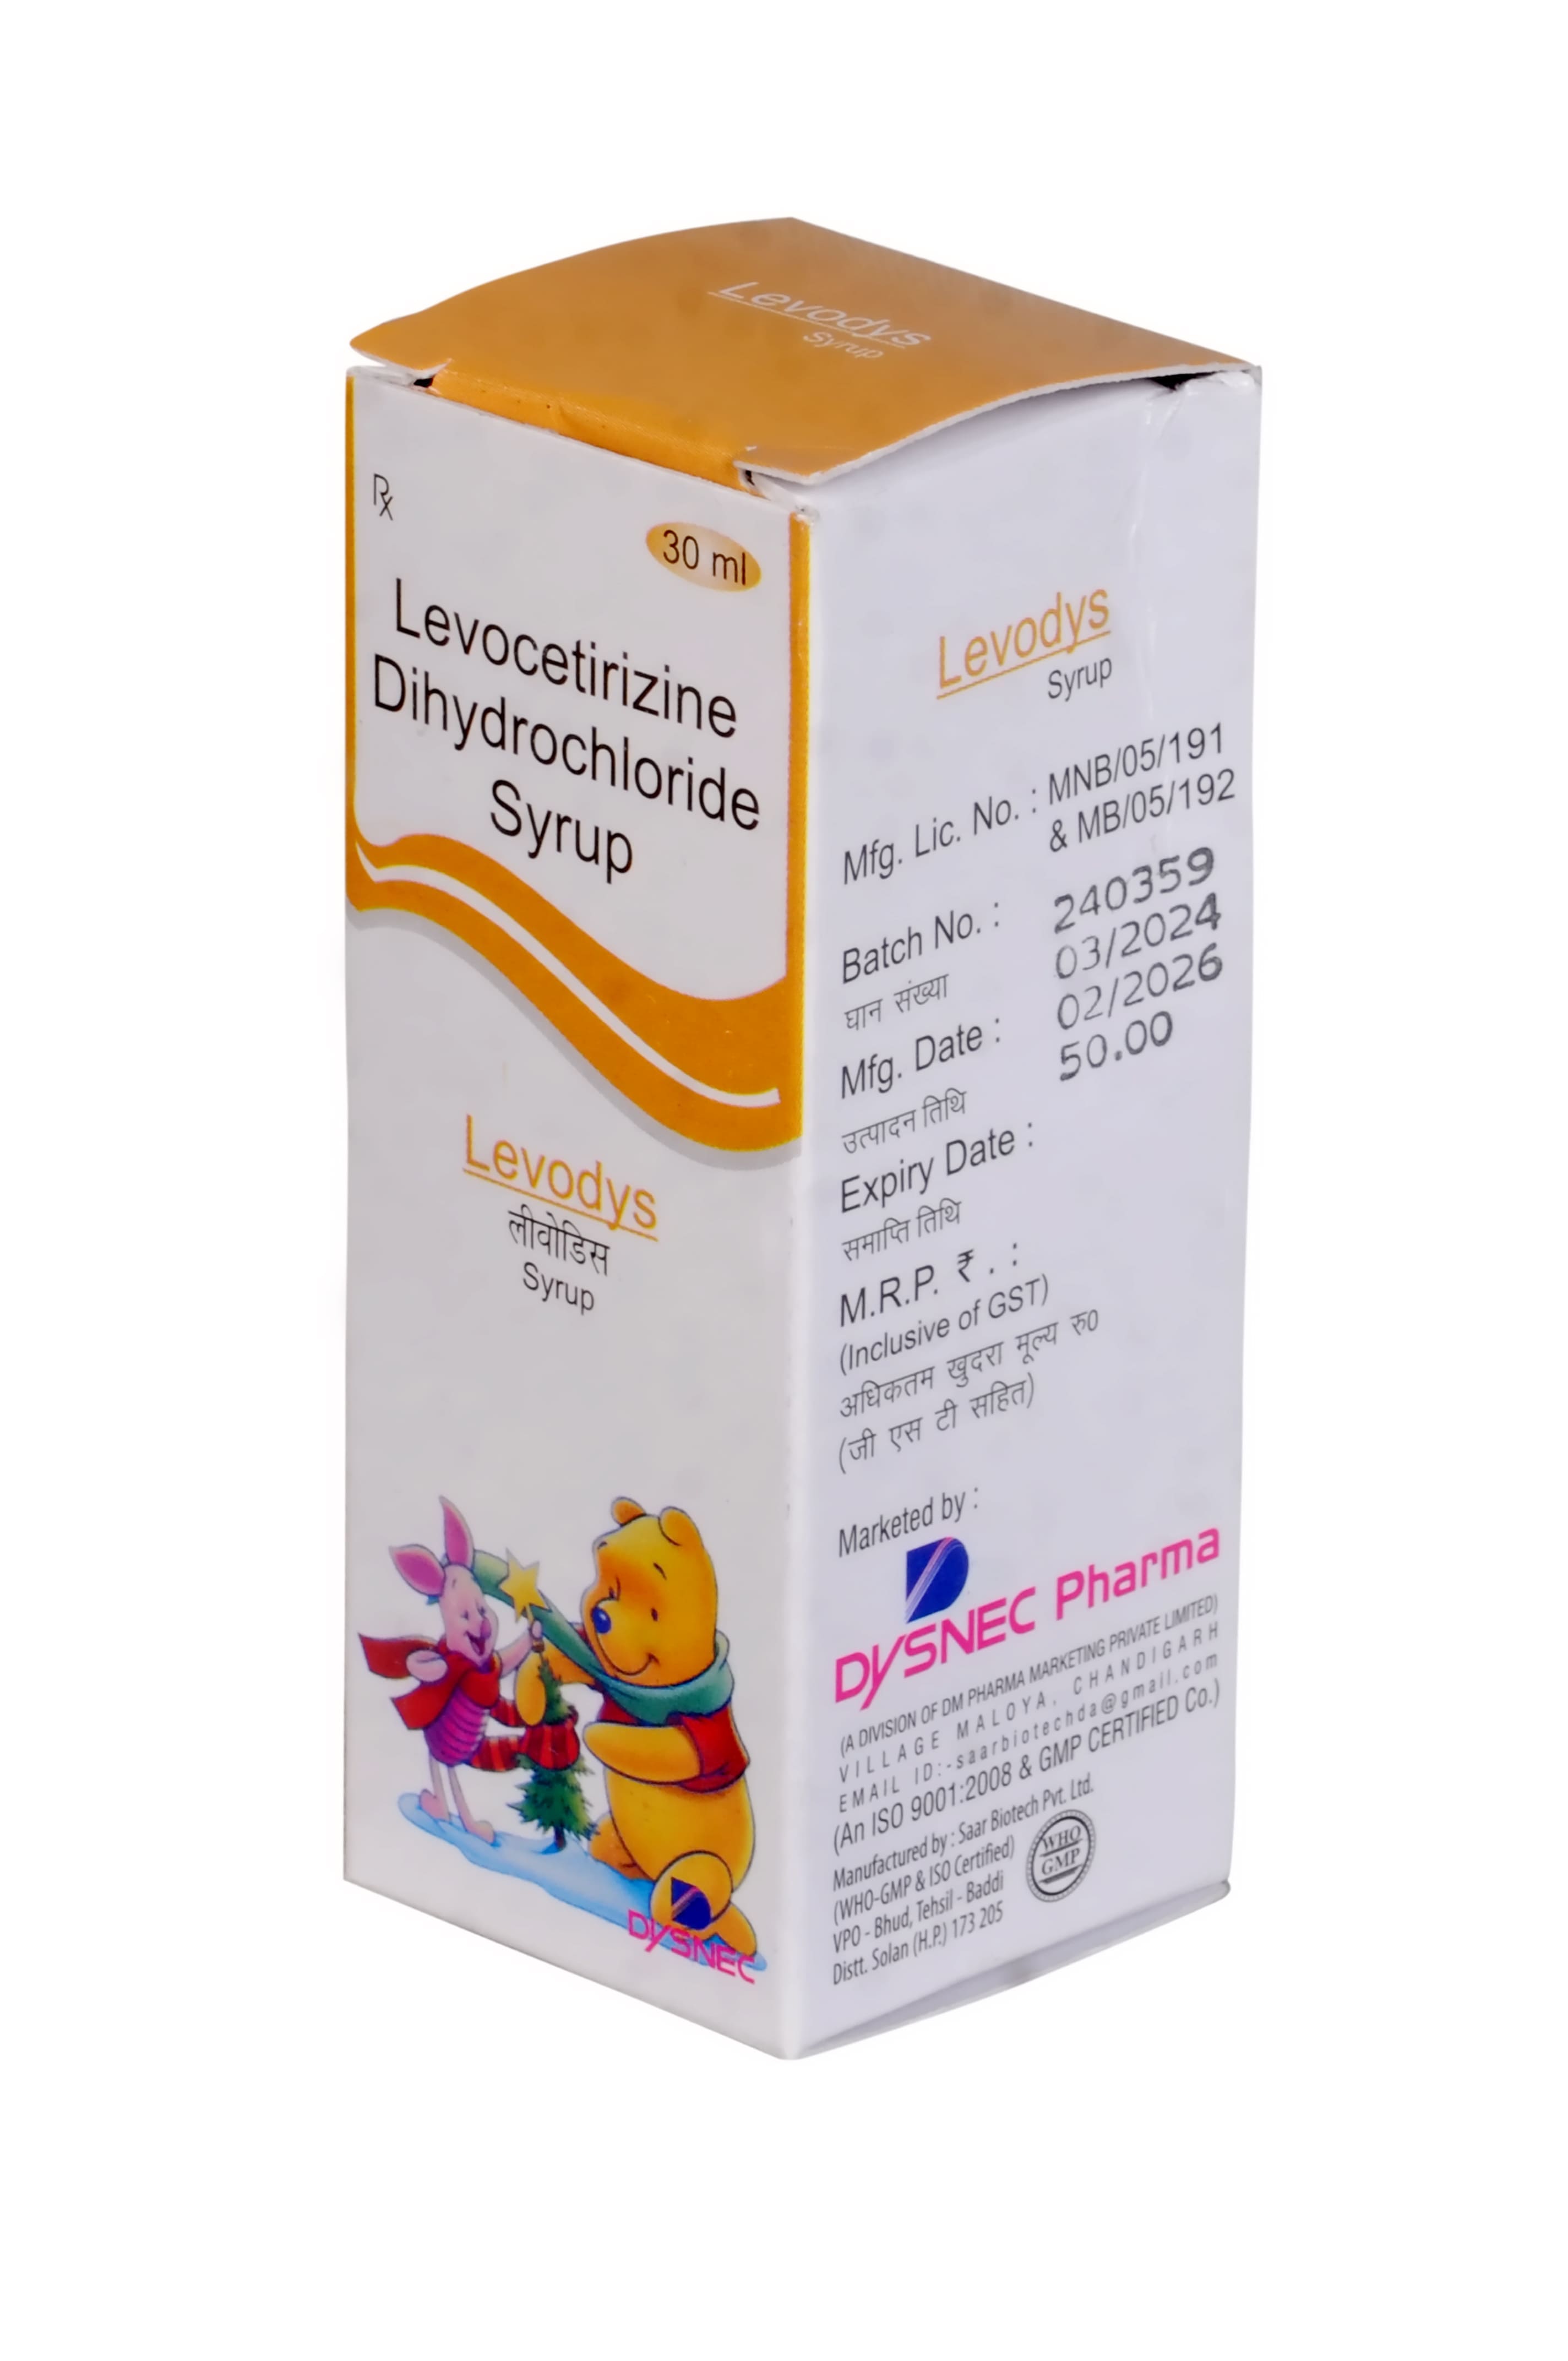 Levodys
Syrup
Rx
30 ml
Levocetirizine
Dihydrochloride
Syrup
Levodys
लीवोडिस
Syrup
DYSNEC
Levodys
Syrup
Mfg. Lic. No. : MNB/05/191
& MB/05/192
Batch No. : 240359
घान संख्या
03/2024
Mfg. Date : 02/2026
उत्पादन तिथि
50.00
Expiry Date :
समाप्ति तिथि
M.R.P. ₹ . :
(Inclusive of GST)
अधिकतम खुदरा मूल्य रु०
(जी एस टी सहित)
Marketed by :
DYSNEC Pharma
(A DIVISION OF DM PHARMA MARKETING PRIVATE LIMITED)
VILLAGE MALOYA, CHANDIGARH
EMAIL ID:-saarbiotechda@gmail.com
(An ISO 9001:2008 & GMP CERTIFIED Co.)
Manufactured by : Saar Biotech Pvt. Ltd.
(WHO-GMP & ISO Certified)
VPO - Bhud, Tehsil - Baddi
Distt. Solan (H.P.) 173 205
WHO
GMP